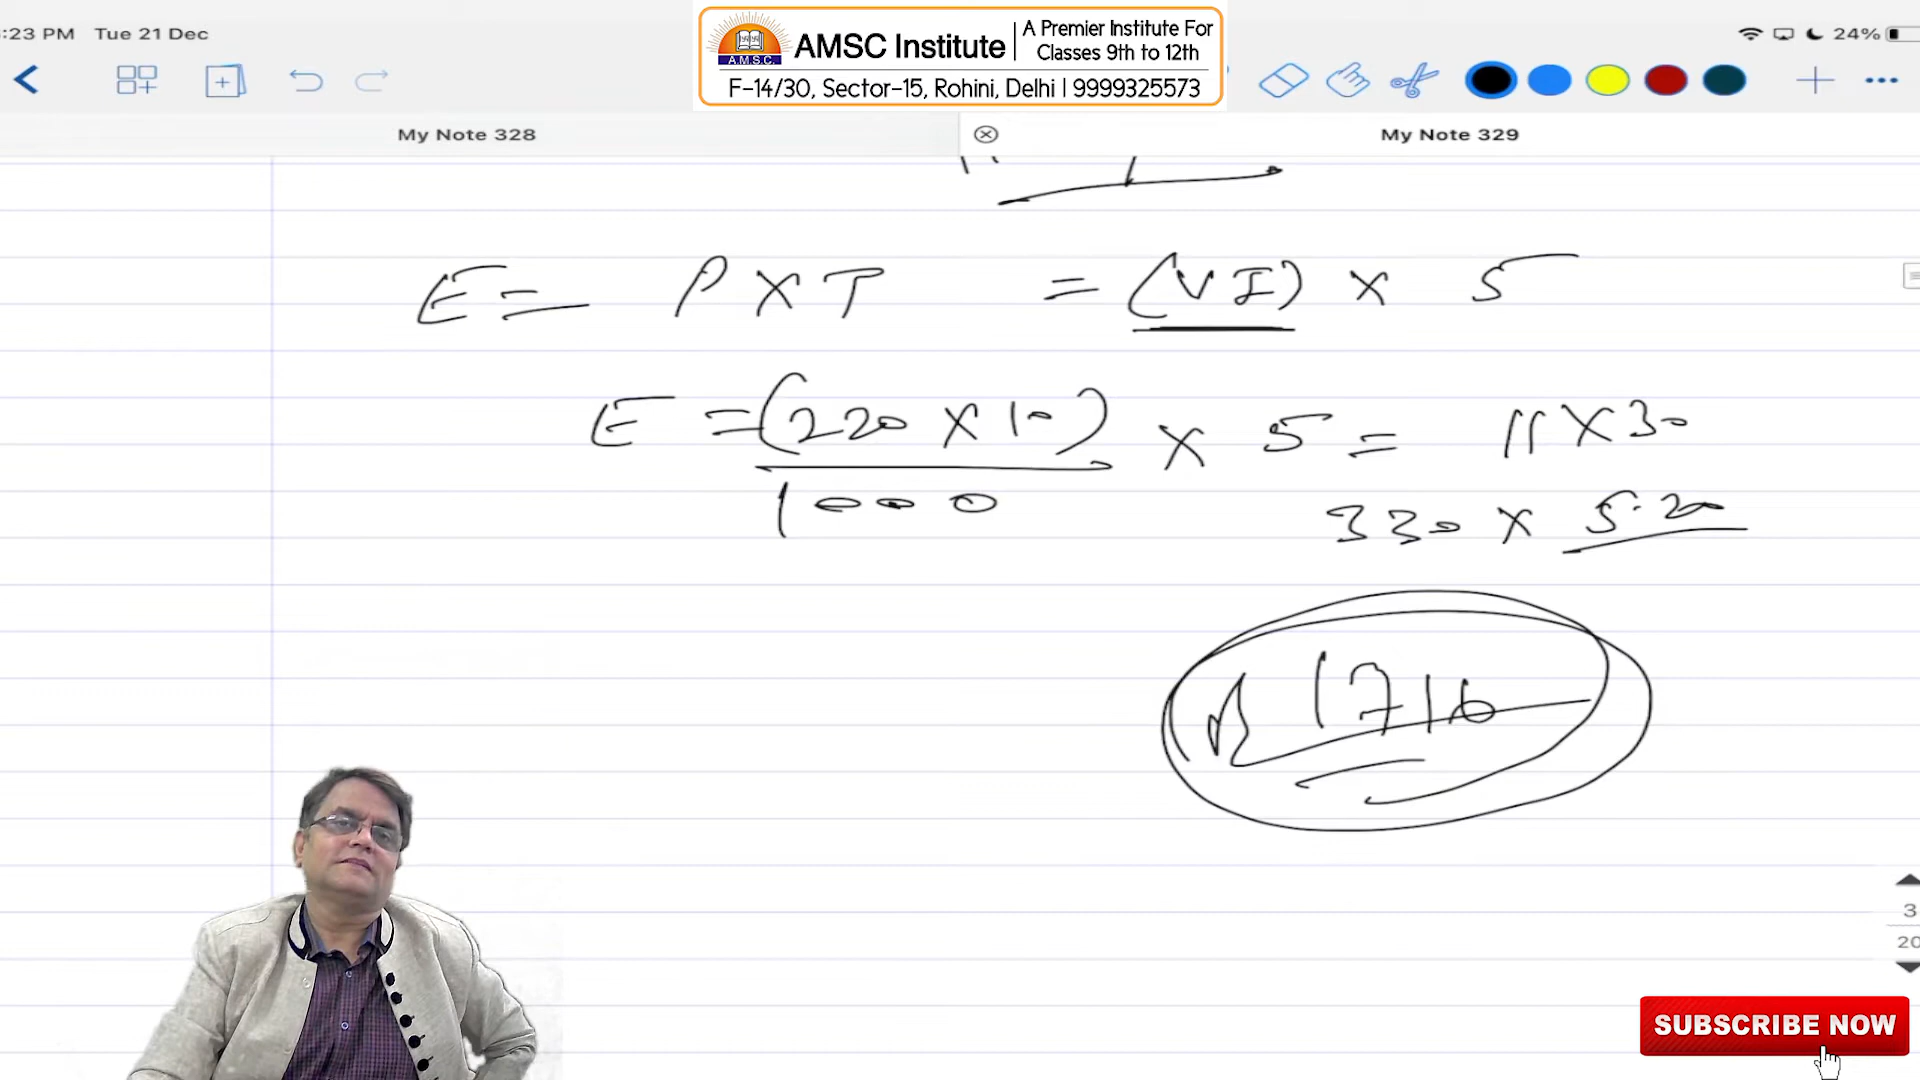 :23 PM Tue 21 Dec
24%
A.M.S.C.
AMSC Institute
A Premier Institute For
Classes 9th to 12th
F-14/30, Sector-15, Rohini, Delhi | 9999325573
My Note 328
My Note 329
E = P X T = (VI) X 5
E = (220 X 10) X 5 = 11 X 30
1000
330 X 5.20
1716
3
20
SUBSCRIBE NOW